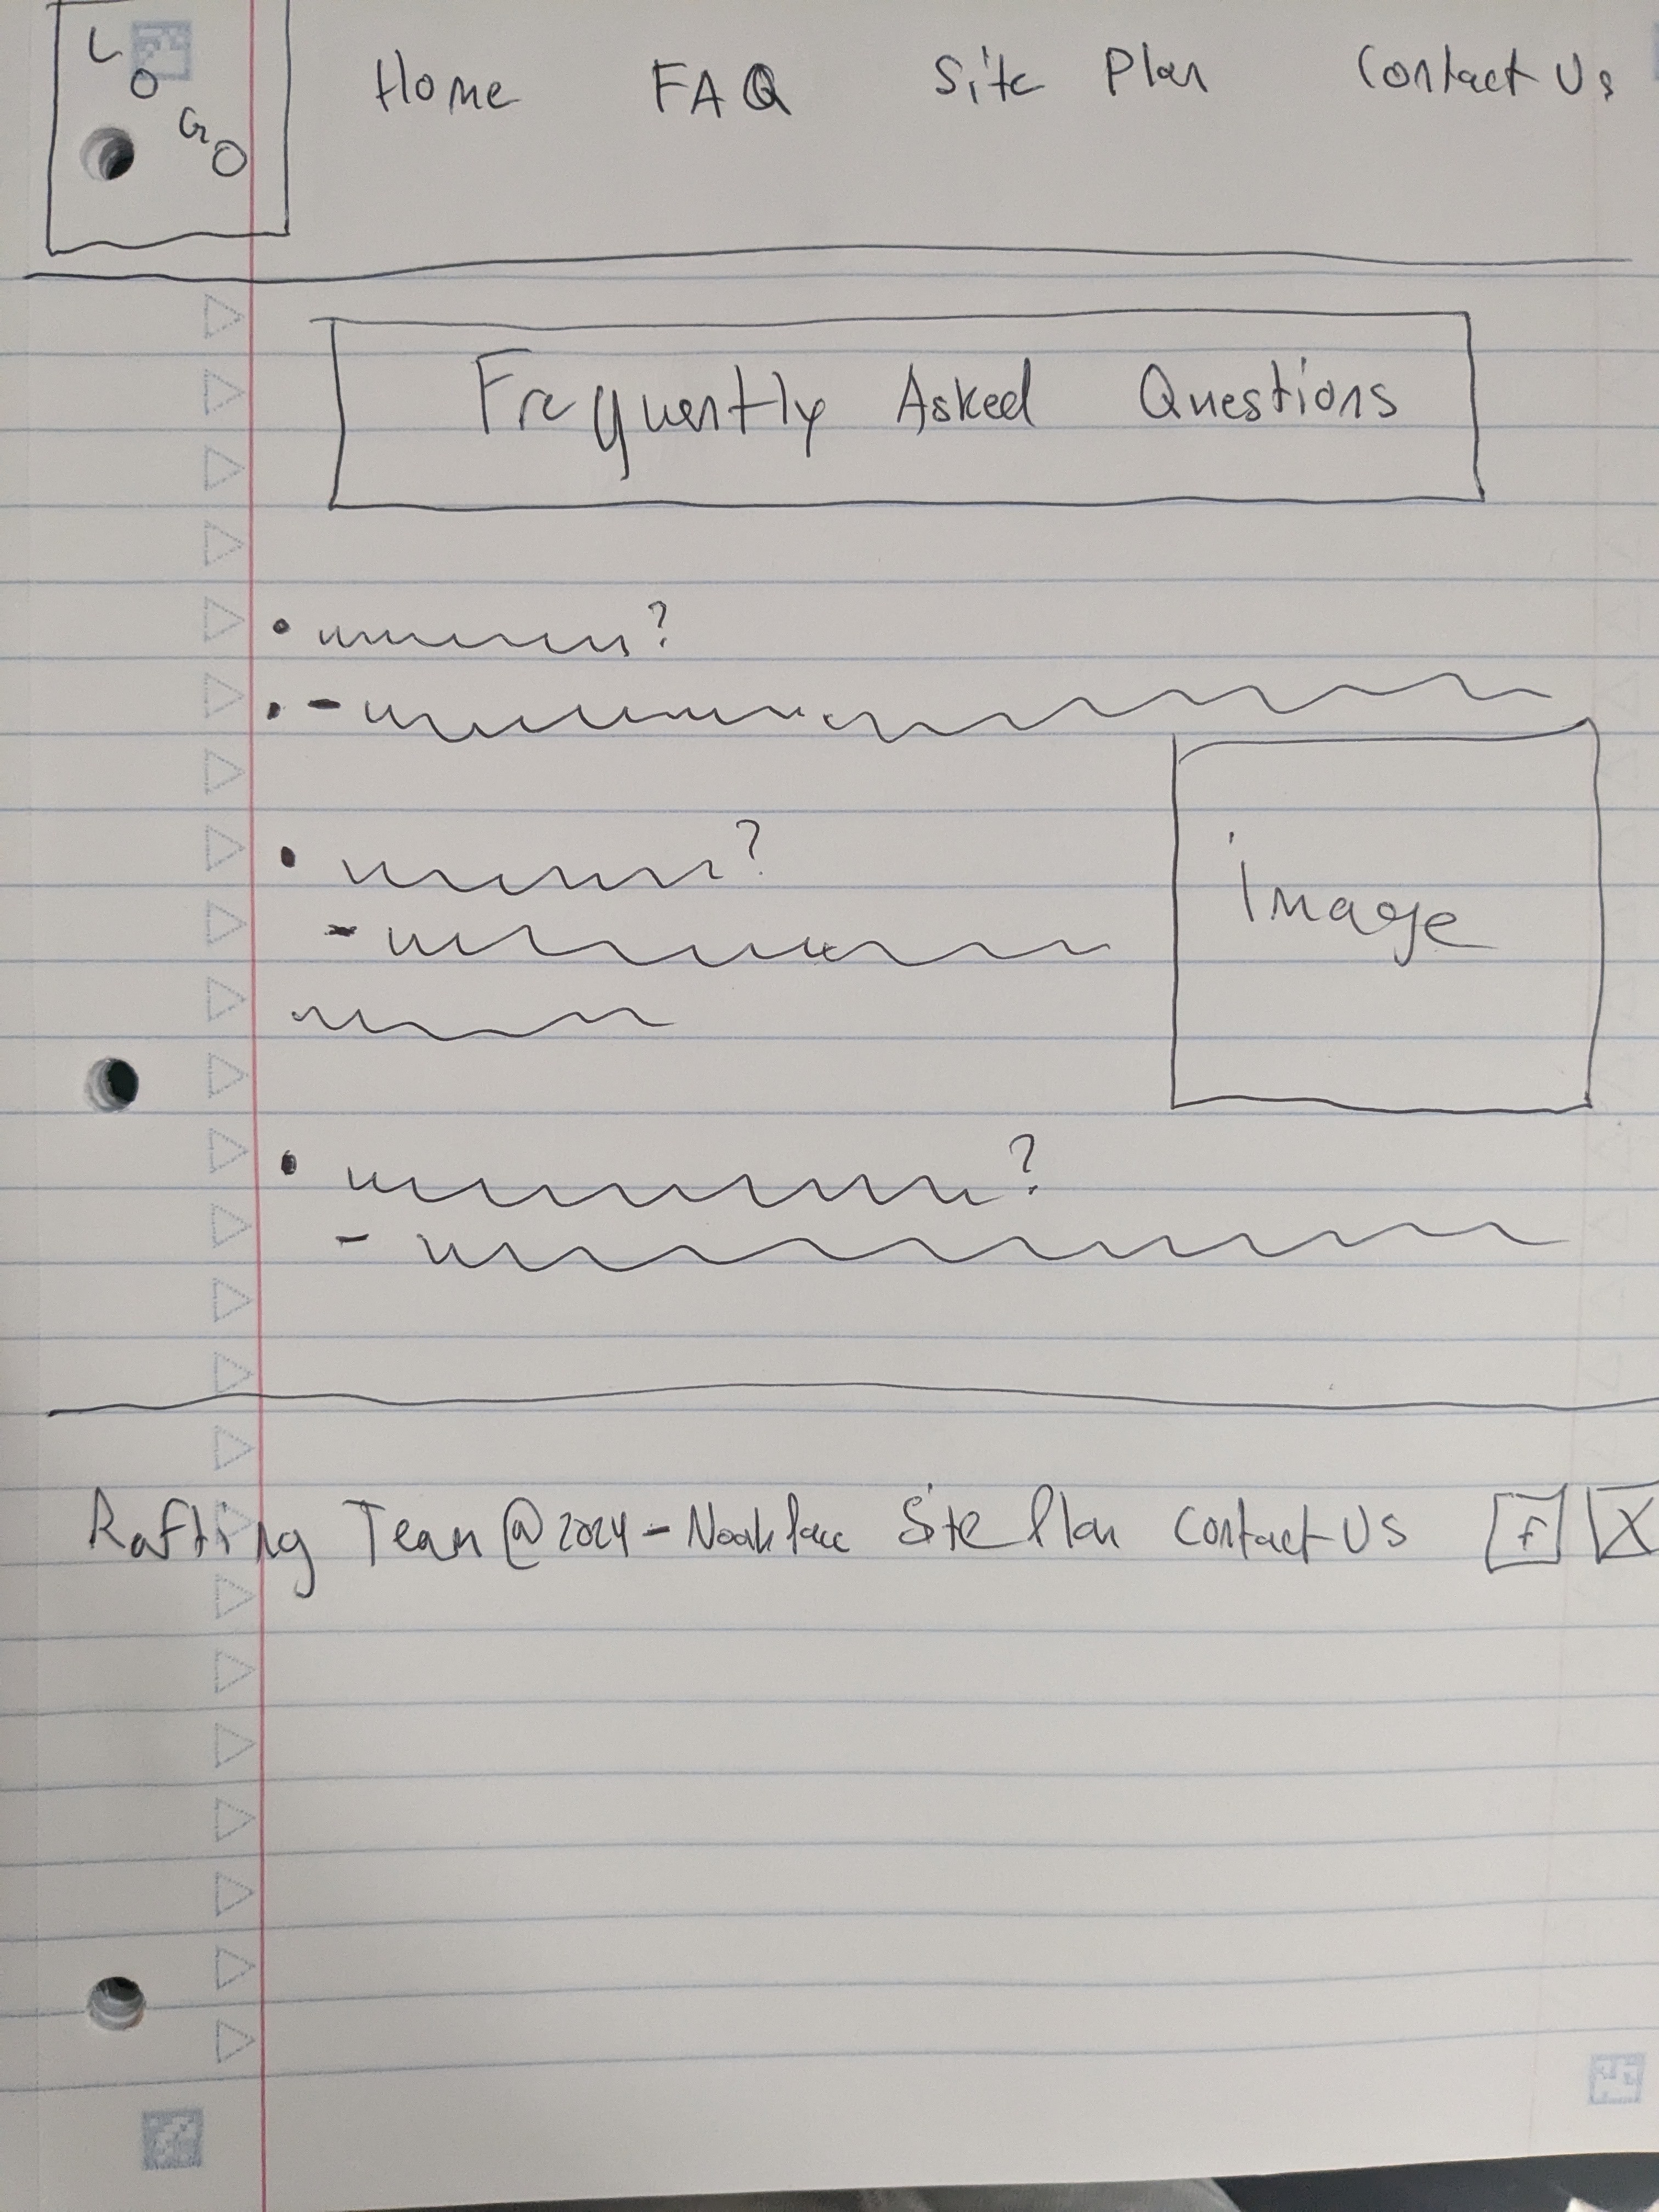 LOGO
Home FAQ Site Plan Contact Us
Frequently Asked Questions
?
?
Image
?
Rafting Team @ 2024 - Noah Site Plan Contact Us f X